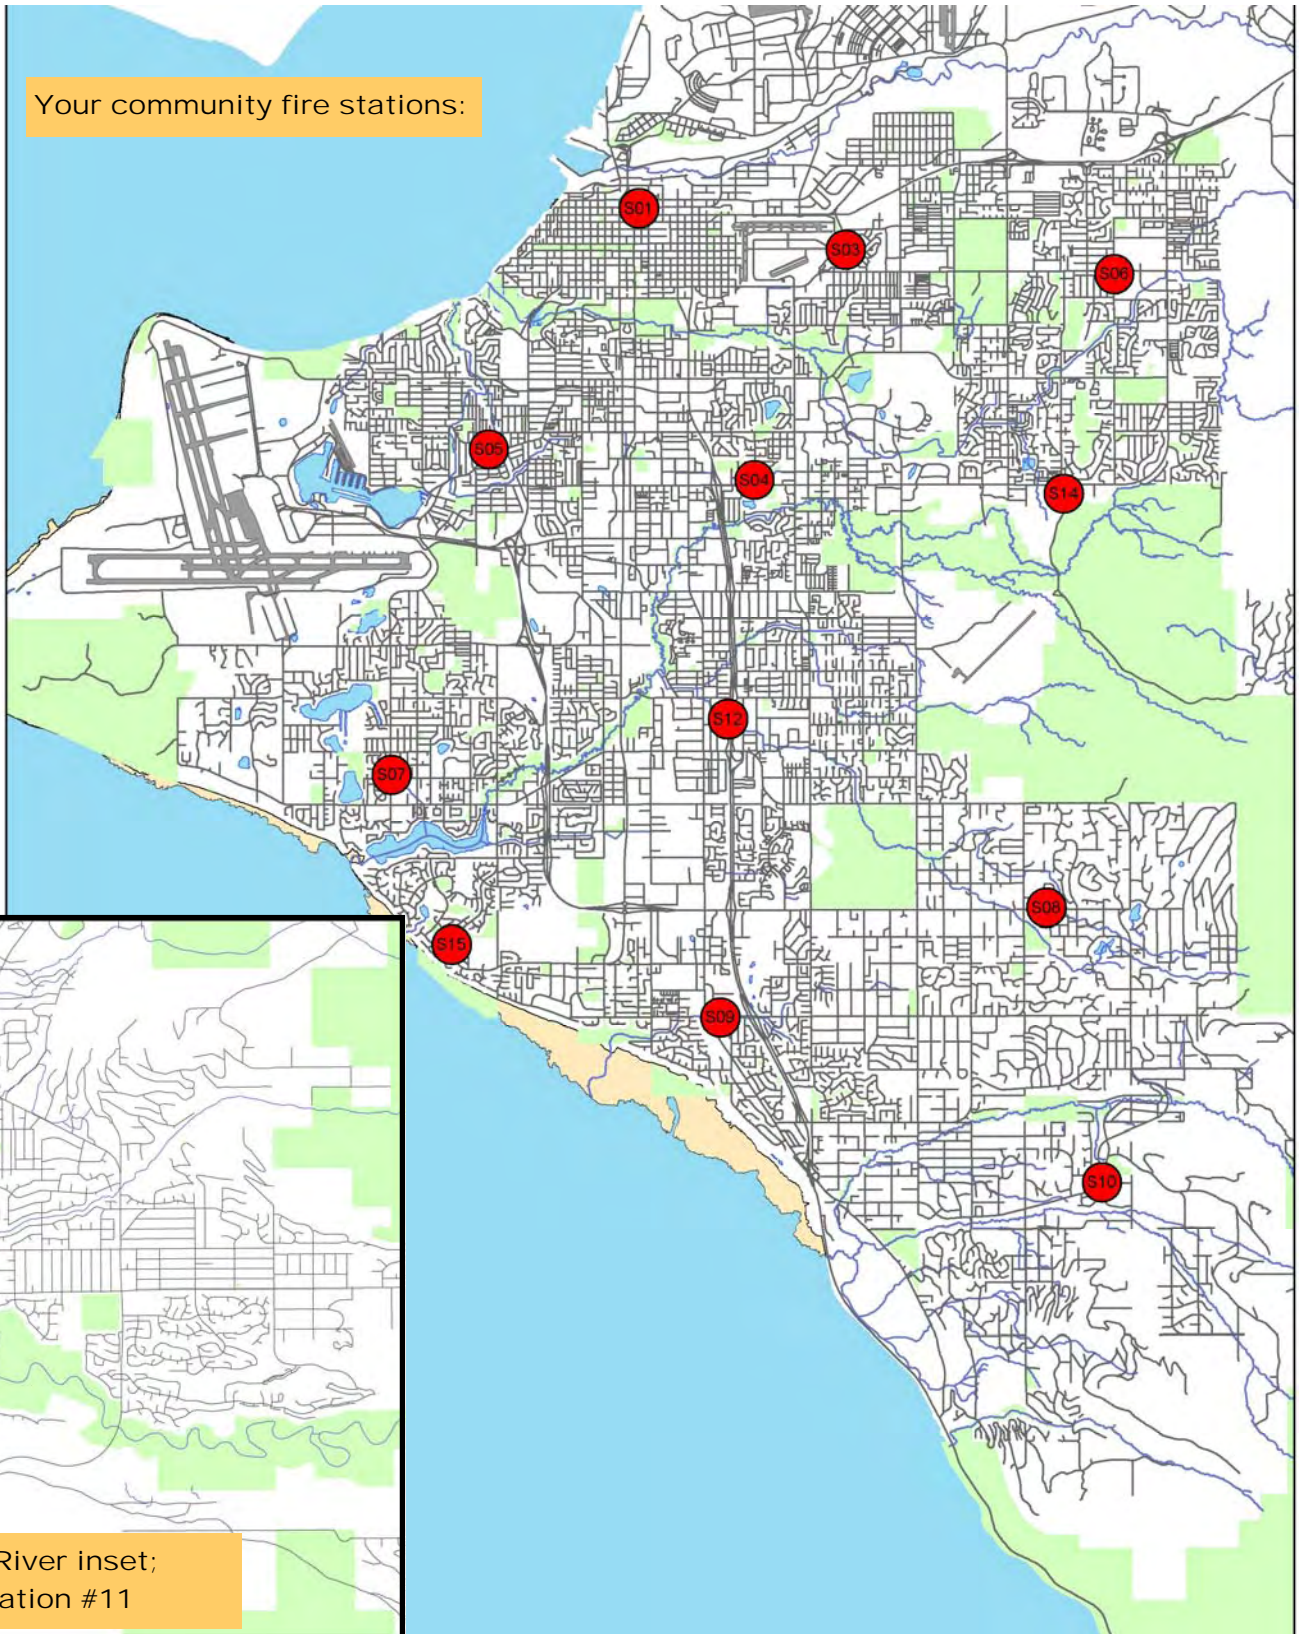 Your community fire stations:
S01
S03
S06
S05
S04
S14
S12
S07
S08
S15
S09
S10
River inset;
ation #11